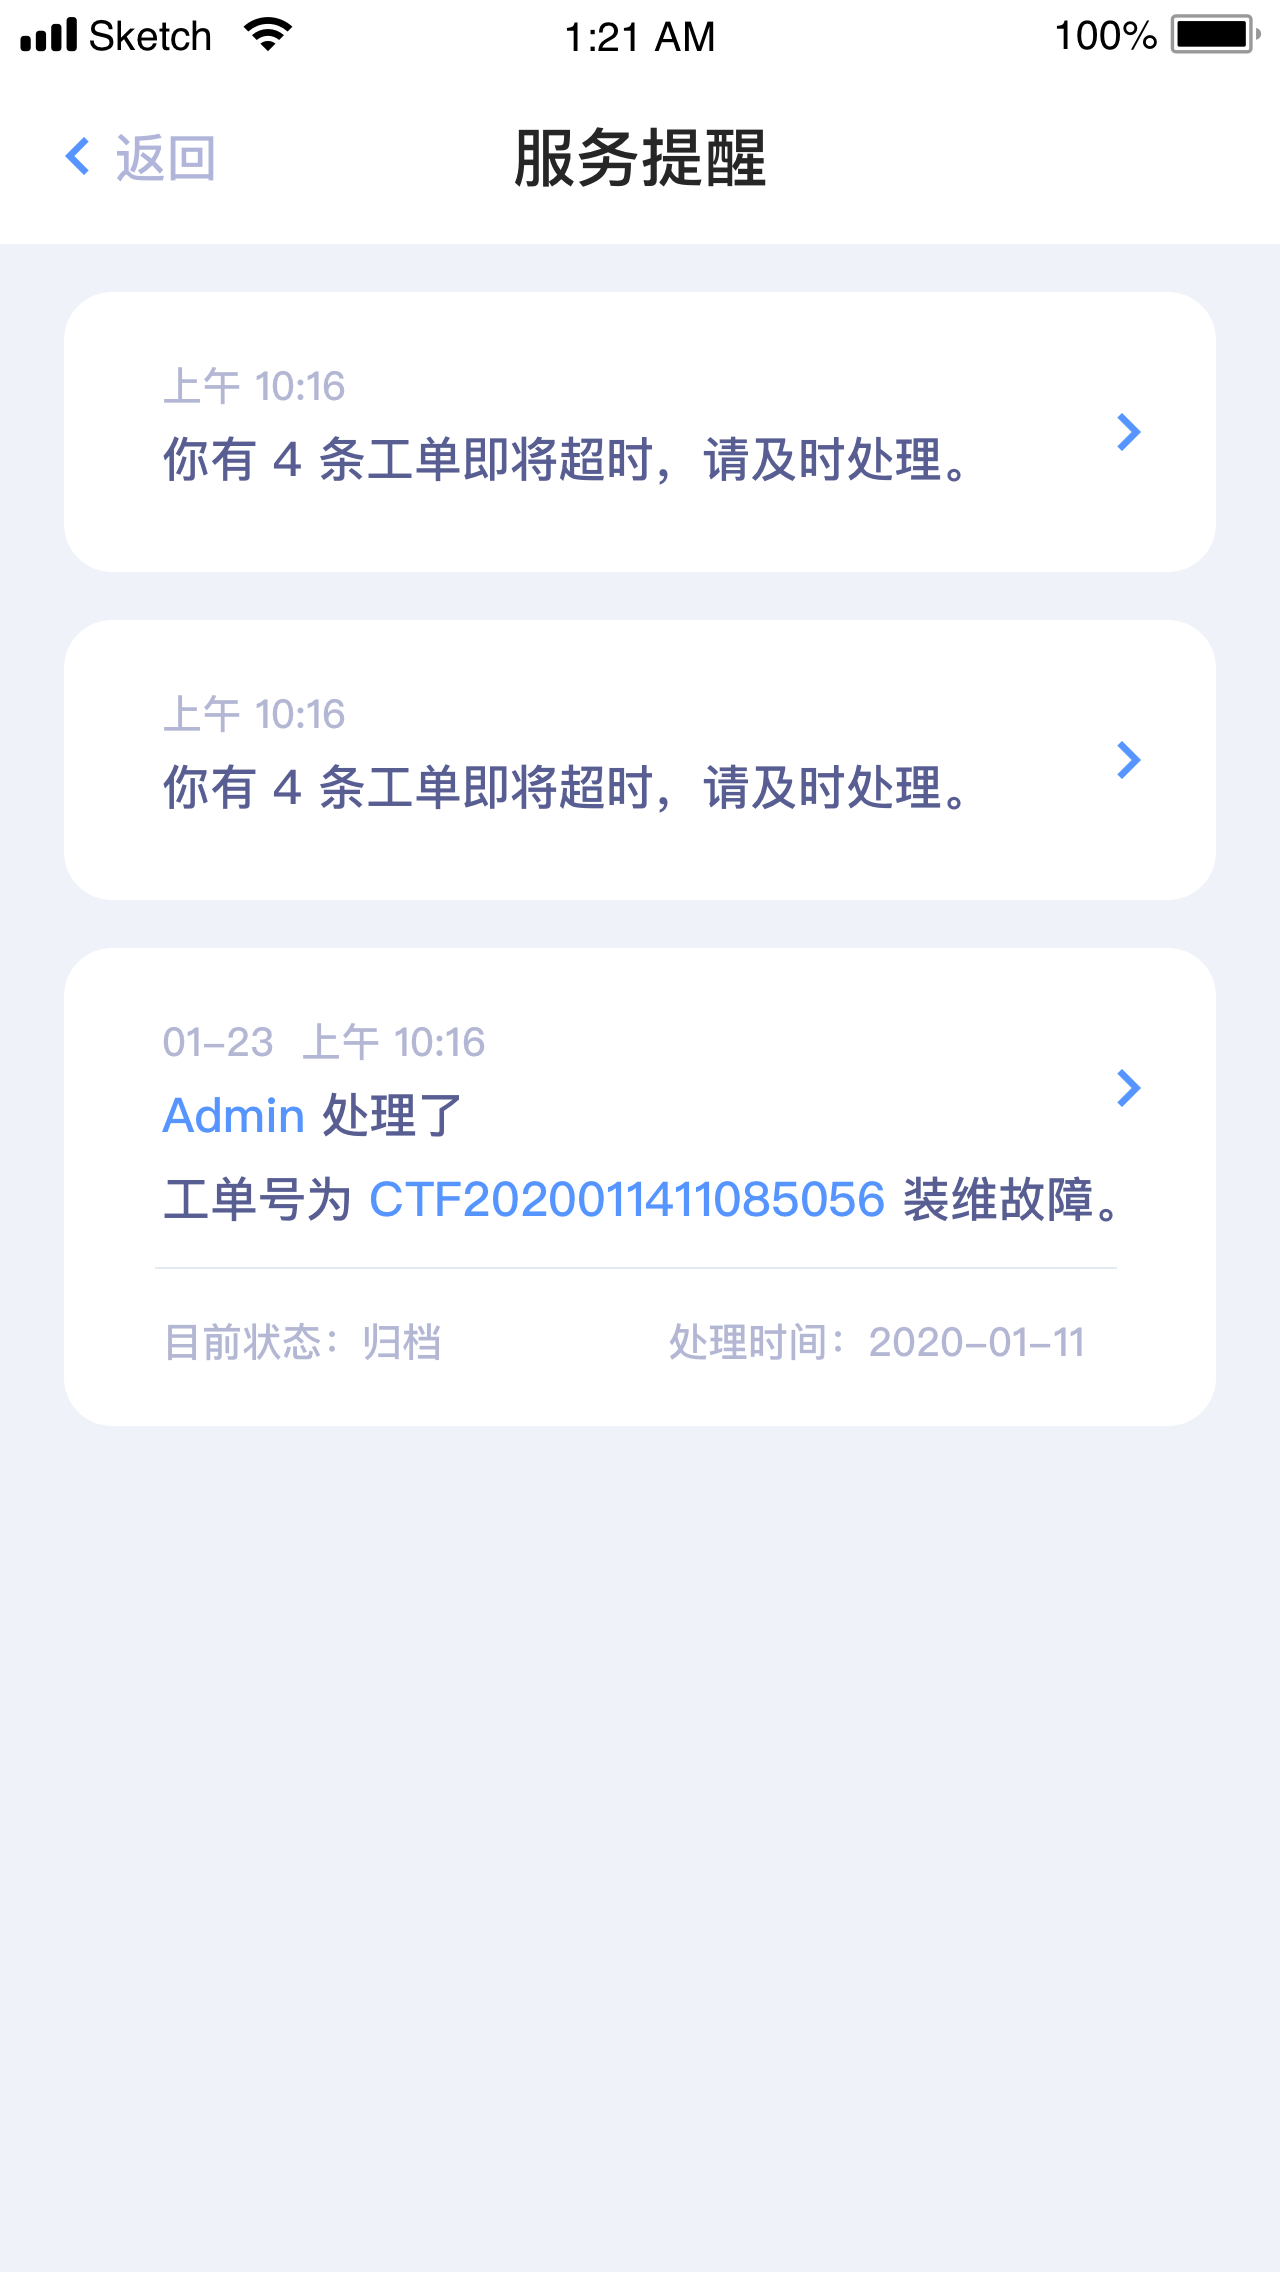 Sketch 1:21 AM 100%
返回 服务提醒
上午 10:16
你有 4 条工单即将超时，请及时处理。
上午 10:16
你有 4 条工单即将超时，请及时处理。
01-23 上午 10:16
Admin 处理了
工单号为 CTF2020011411085056 装维故障。
目前状态：归档 处理时间：2020-01-11